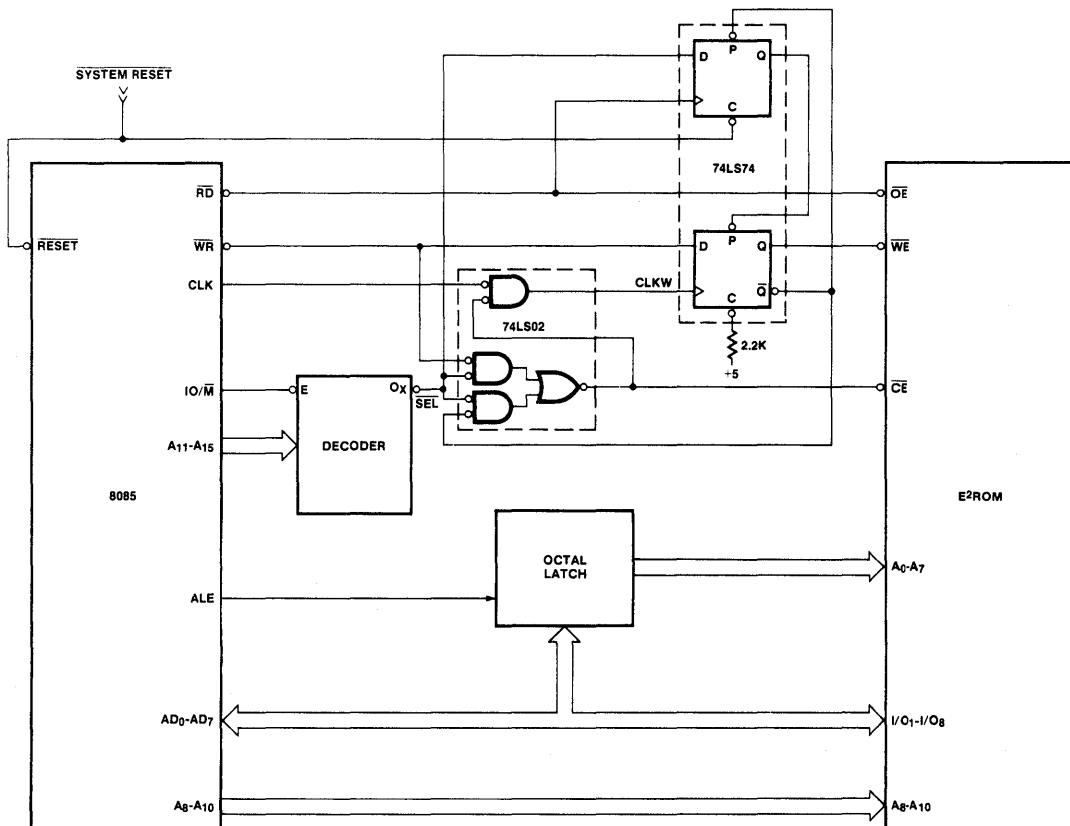 SYSTEM RESET
P
D
Q
C
74LS74
RD
OE
RESET
WR
P
D
Q
WE
CLK
CLKW
Q
C
74LS02
2.2K
+5
IO/M
E
OX
SEL
CE
A11-A15
DECODER
8085
E2ROM
OCTAL
LATCH
A0-A7
ALE
AD0-AD7
I/O1-I/O8
A8-A10
A8-A10